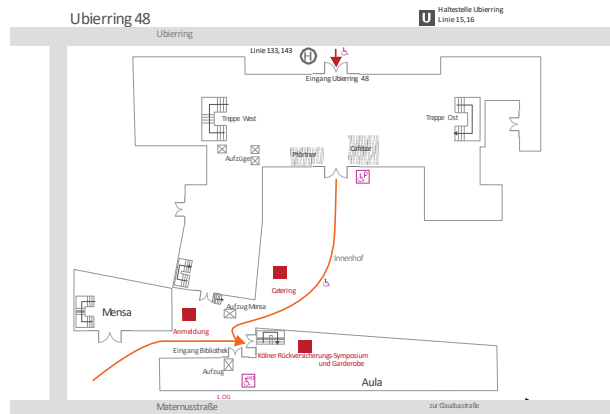 Ubierring 48
U
Haltestelle Ubierring
Linie 15,16
Ubierring
Linie 133,143
H
Eingang Ubierring 48
Treppe West
Treppe Ost
Aufzüge
Pförtner
Cafébar
Innenhof
Catering
Aufzug Mensa
Mensa
Anmeldung
Eingang Bibliothek
Kölner Rückversicherungs-Symposium
und Garderobe
Aufzug
Aula
1. OG
Maternusstraße
zur Claudiusstraße